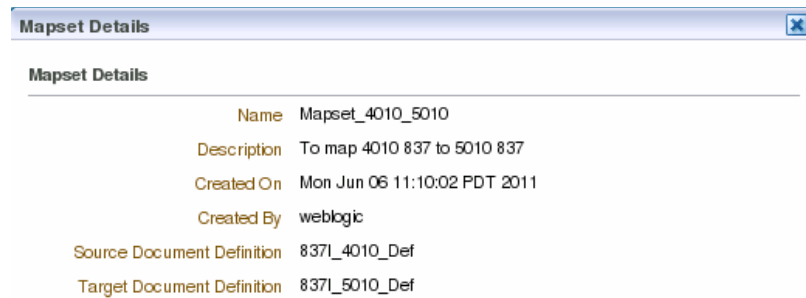 Mapset Details
Mapset Details
Name Mapset_4010_5010
Description To map 4010 837 to 5010 837
Created On Mon Jun 06 11:10:02 PDT 2011
Created By weblogic
Source Document Definition 837I_4010_Def
Target Document Definition 837I_5010_Def